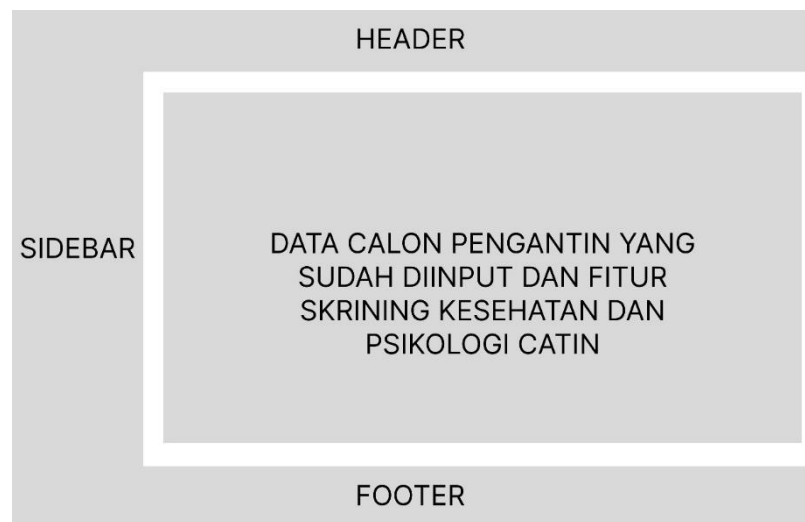 HEADER
SIDEBAR
DATA CALON PENGANTIN YANG
SUDAH DIINPUT DAN FITUR
SKRINING KESEHATAN DAN
PSIKOLOGI CATIN
FOOTER